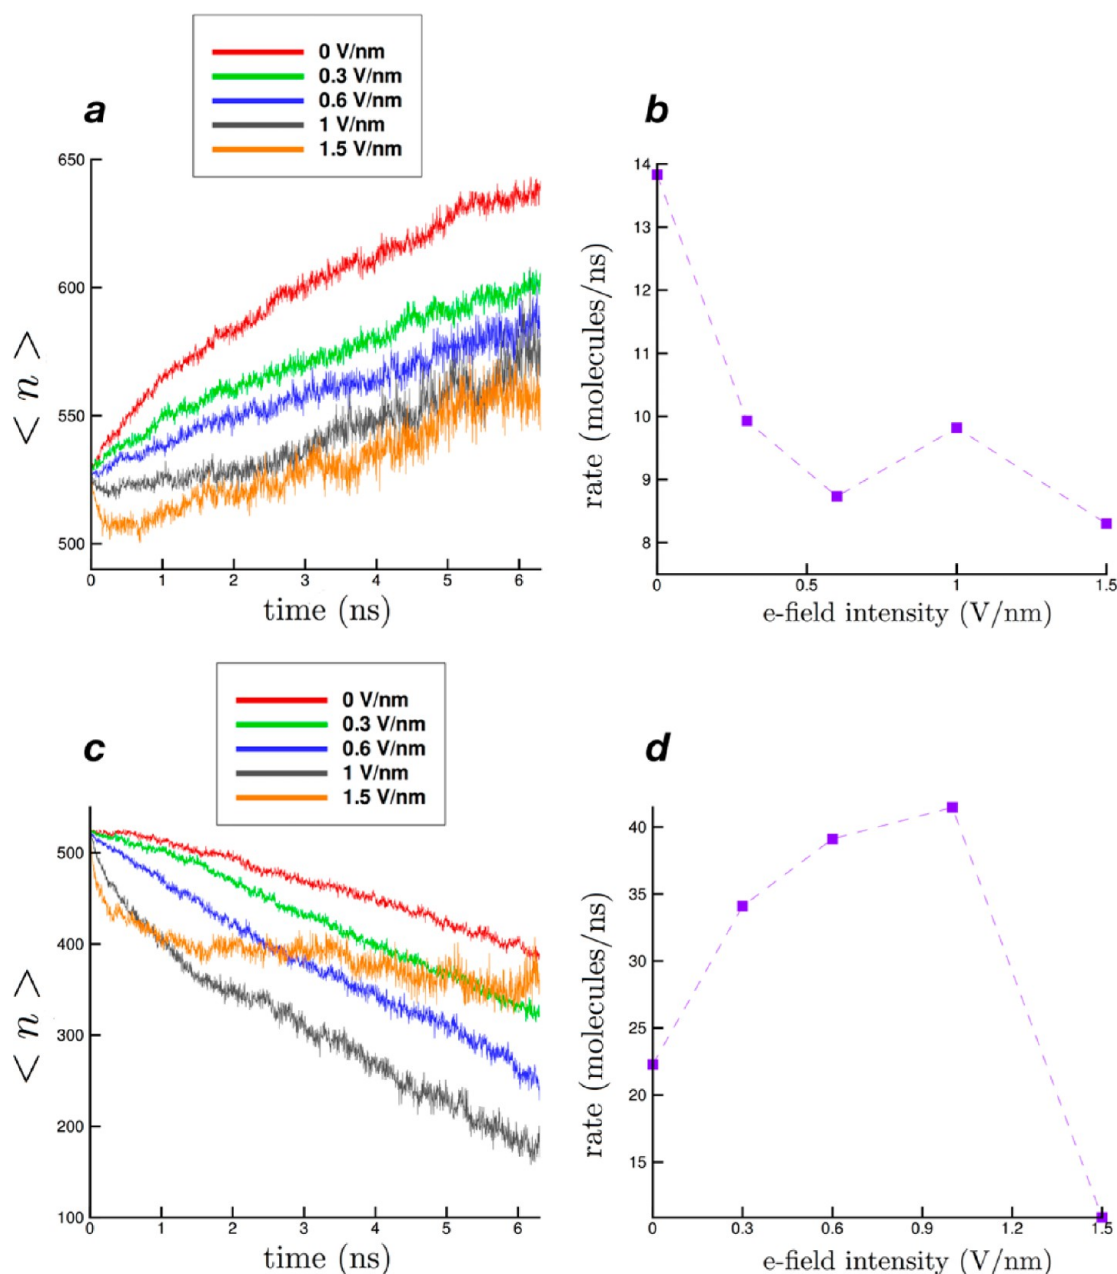 0 V/nm
0.3 V/nm
0.6 V/nm
1 V/nm
1.5 V/nm
a
650
600
550
500
< n >
0 1 2 3 4 5 6
time (ns)
b
14
13
12
11
10
9
8
rate (molecules/ns)
0 0.5 1 1.5
e-field intensity (V/nm)
0 V/nm
0.3 V/nm
0.6 V/nm
1 V/nm
1.5 V/nm
c
500
400
300
200
100
< n >
0 1 2 3 4 5 6
time (ns)
d
40
35
30
25
20
15
rate (molecules/ns)
0 0.3 0.6 0.9 1.2 1.5
e-field intensity (V/nm)